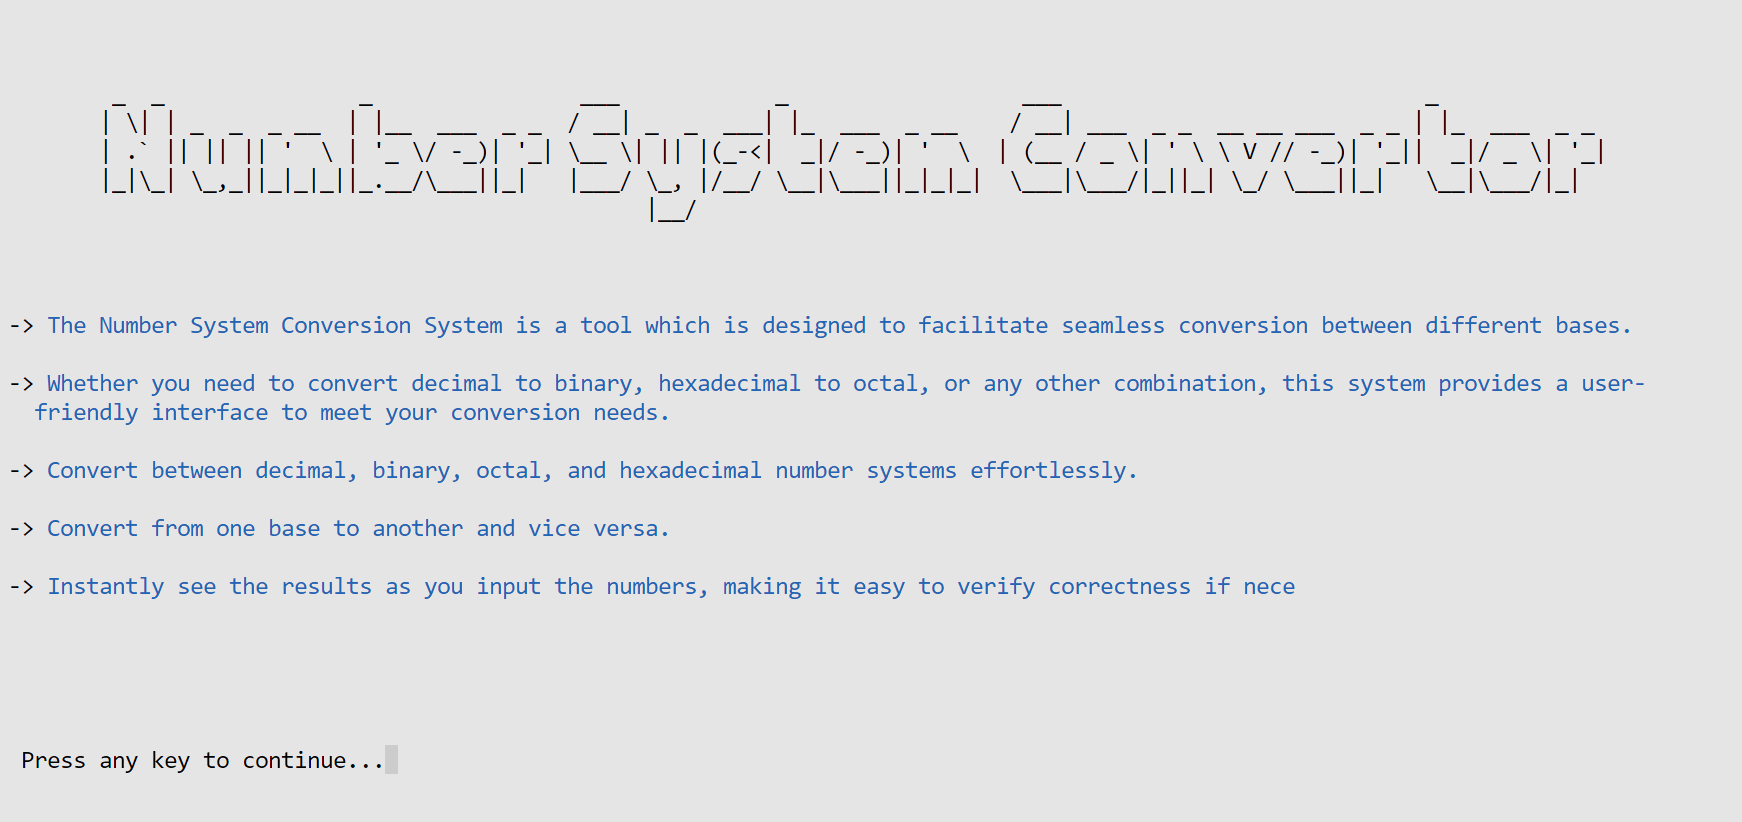 Number System Convertor
-> The Number System Conversion System is a tool which is designed to facilitate seamless conversion between different bases.
-> Whether you need to convert decimal to binary, hexadecimal to octal, or any other combination, this system provides a user-
friendly interface to meet your conversion needs.
-> Convert between decimal, binary, octal, and hexadecimal number systems effortlessly.
-> Convert from one base to another and vice versa.
-> Instantly see the results as you input the numbers, making it easy to verify correctness if nece
Press any key to continue...